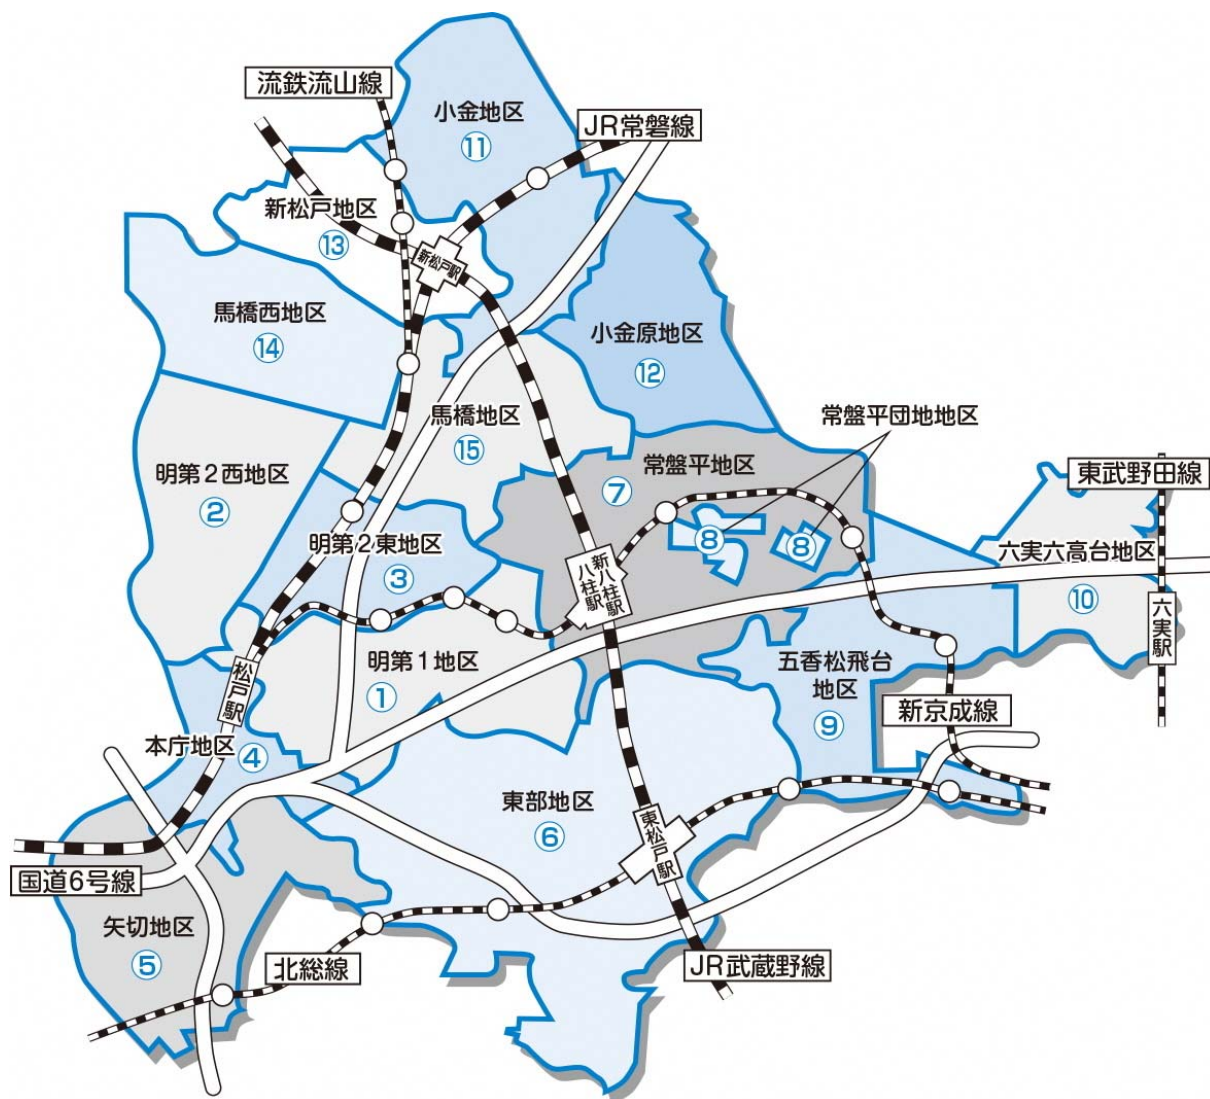 流鉄流山線
小金地区
⑪
JR常磐線
新松戸地区
⑬
新松戸駅
馬橋西地区
⑭
小金原地区
⑫
馬橋地区
⑮
常盤平団地地区
常盤平地区
⑦
⑧
⑧
東武野田線
明第2西地区
②
明第2東地区
③
六実六高台地区
⑩
新八柱駅
八柱駅
六実駅
松戸駅
明第1地区
①
五香松飛台
地区
⑨
新京成線
本庁地区
④
東部地区
⑥
東松戸駅
国道6号線
矢切地区
⑤
北総線
JR武蔵野線